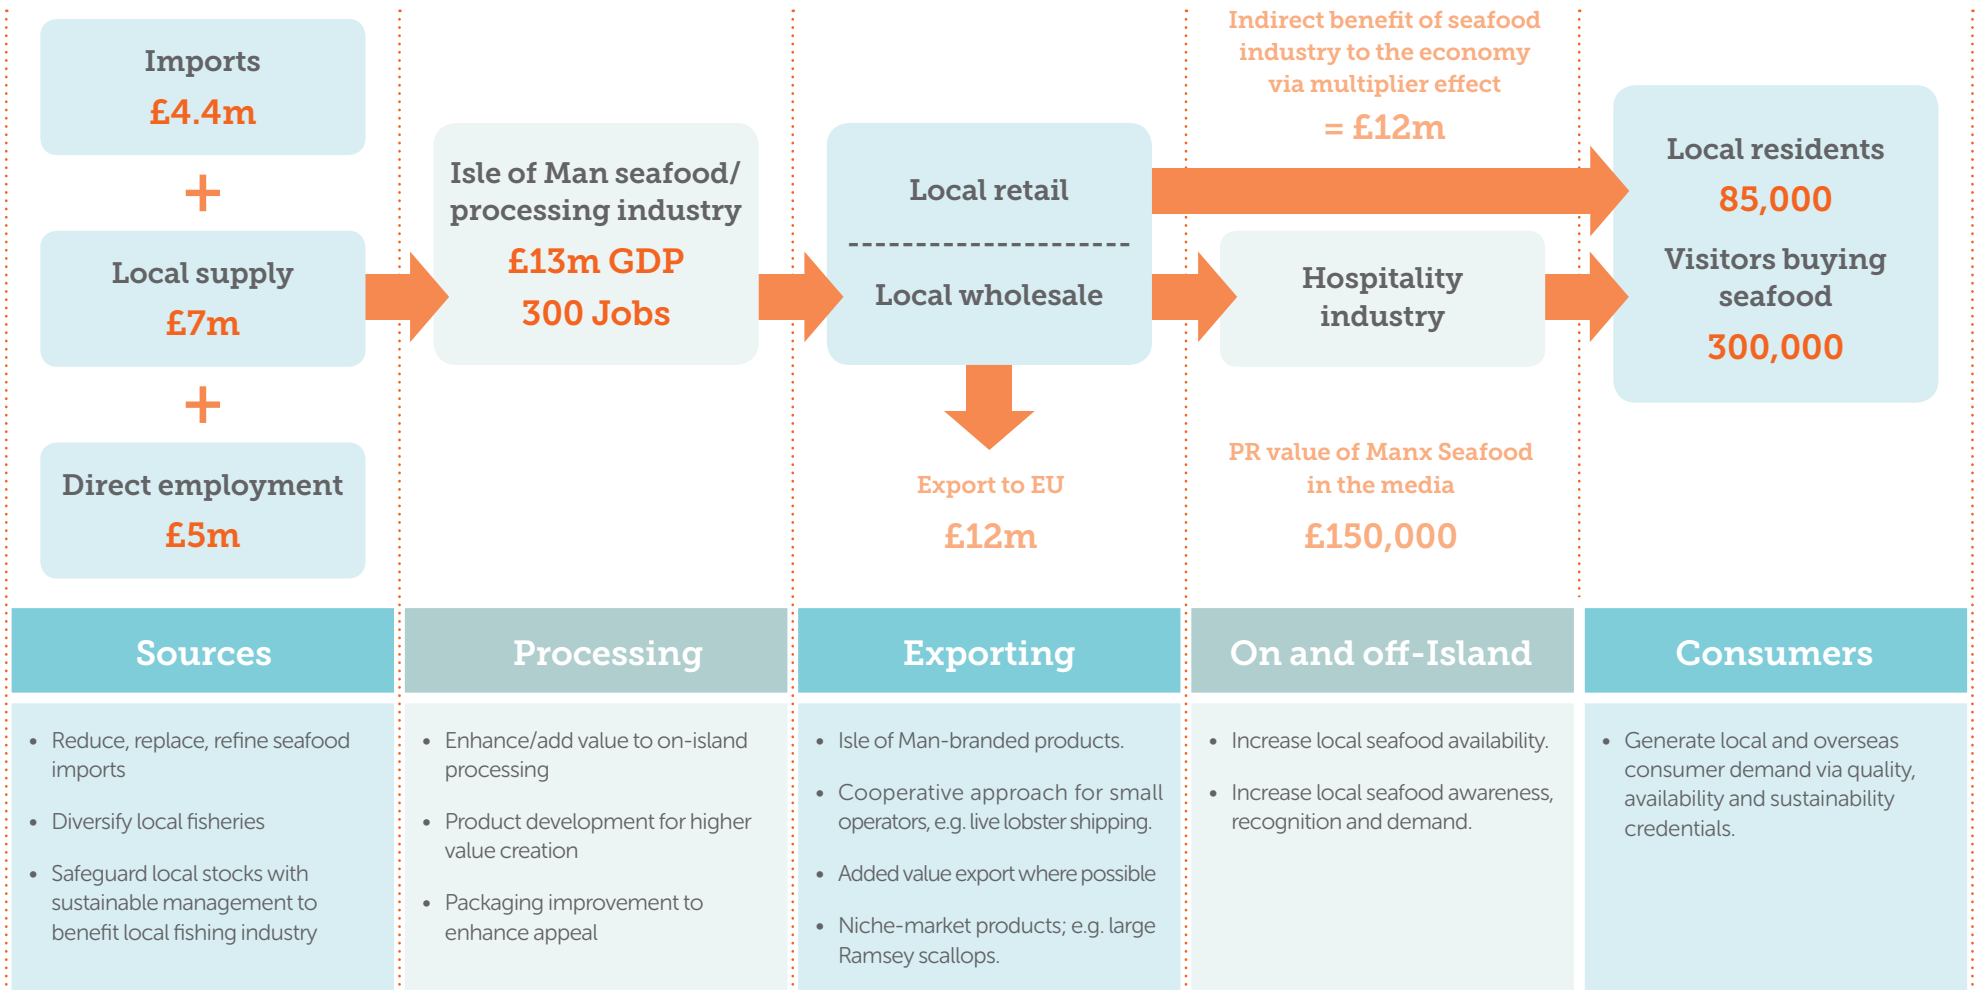 Imports
£4.4m
+
Local supply
£7m
+
Direct employment
£5m
Isle of Man seafood/
processing industry
£13m GDP
300 Jobs
Local retail
Local wholesale
Export to EU
£12m
Indirect benefit of seafood
industry to the economy
via multiplier effect
= £12m
Hospitality
industry
PR value of Manx Seafood
in the media
£150,000
Local residents
85,000
Visitors buying
seafood
300,000
Sources
• Reduce, replace, refine seafood
imports
• Diversify local fisheries
• Safeguard local stocks with
sustainable management to
benefit local fishing industry
Processing
• Enhance/add value to on-island
processing
• Product development for higher
value creation
• Packaging improvement to
enhance appeal
Exporting
• Isle of Man-branded products.
• Cooperative approach for small
operators, e.g. live lobster shipping.
• Added value export where possible
• Niche-market products; e.g. large
Ramsey scallops.
On and off-Island
• Increase local seafood availability.
• Increase local seafood awareness,
recognition and demand.
Consumers
• Generate local and overseas
consumer demand via quality,
availability and sustainability
credentials.